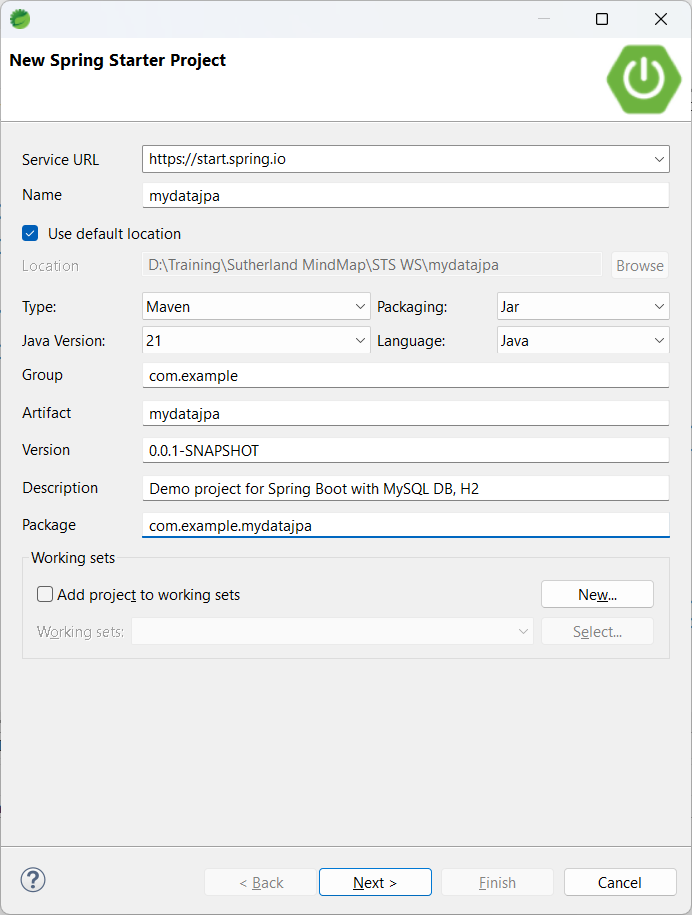 New Spring Starter Project
Service URL https://start.spring.io
Name mydatajpa
Use default location
Location D:\Training\Sutherland MindMap\STS WS\mydatajpa Browse
Type: Maven Packaging: Jar
Java Version: 21 Language: Java
Group com.example
Artifact mydatajpa
Version 0.0.1-SNAPSHOT
Description Demo project for Spring Boot with MySQL DB, H2
Package com.example.mydatajpa
Working sets
Add project to working sets New...
Working sets: Select...
? < Back Next > Finish Cancel